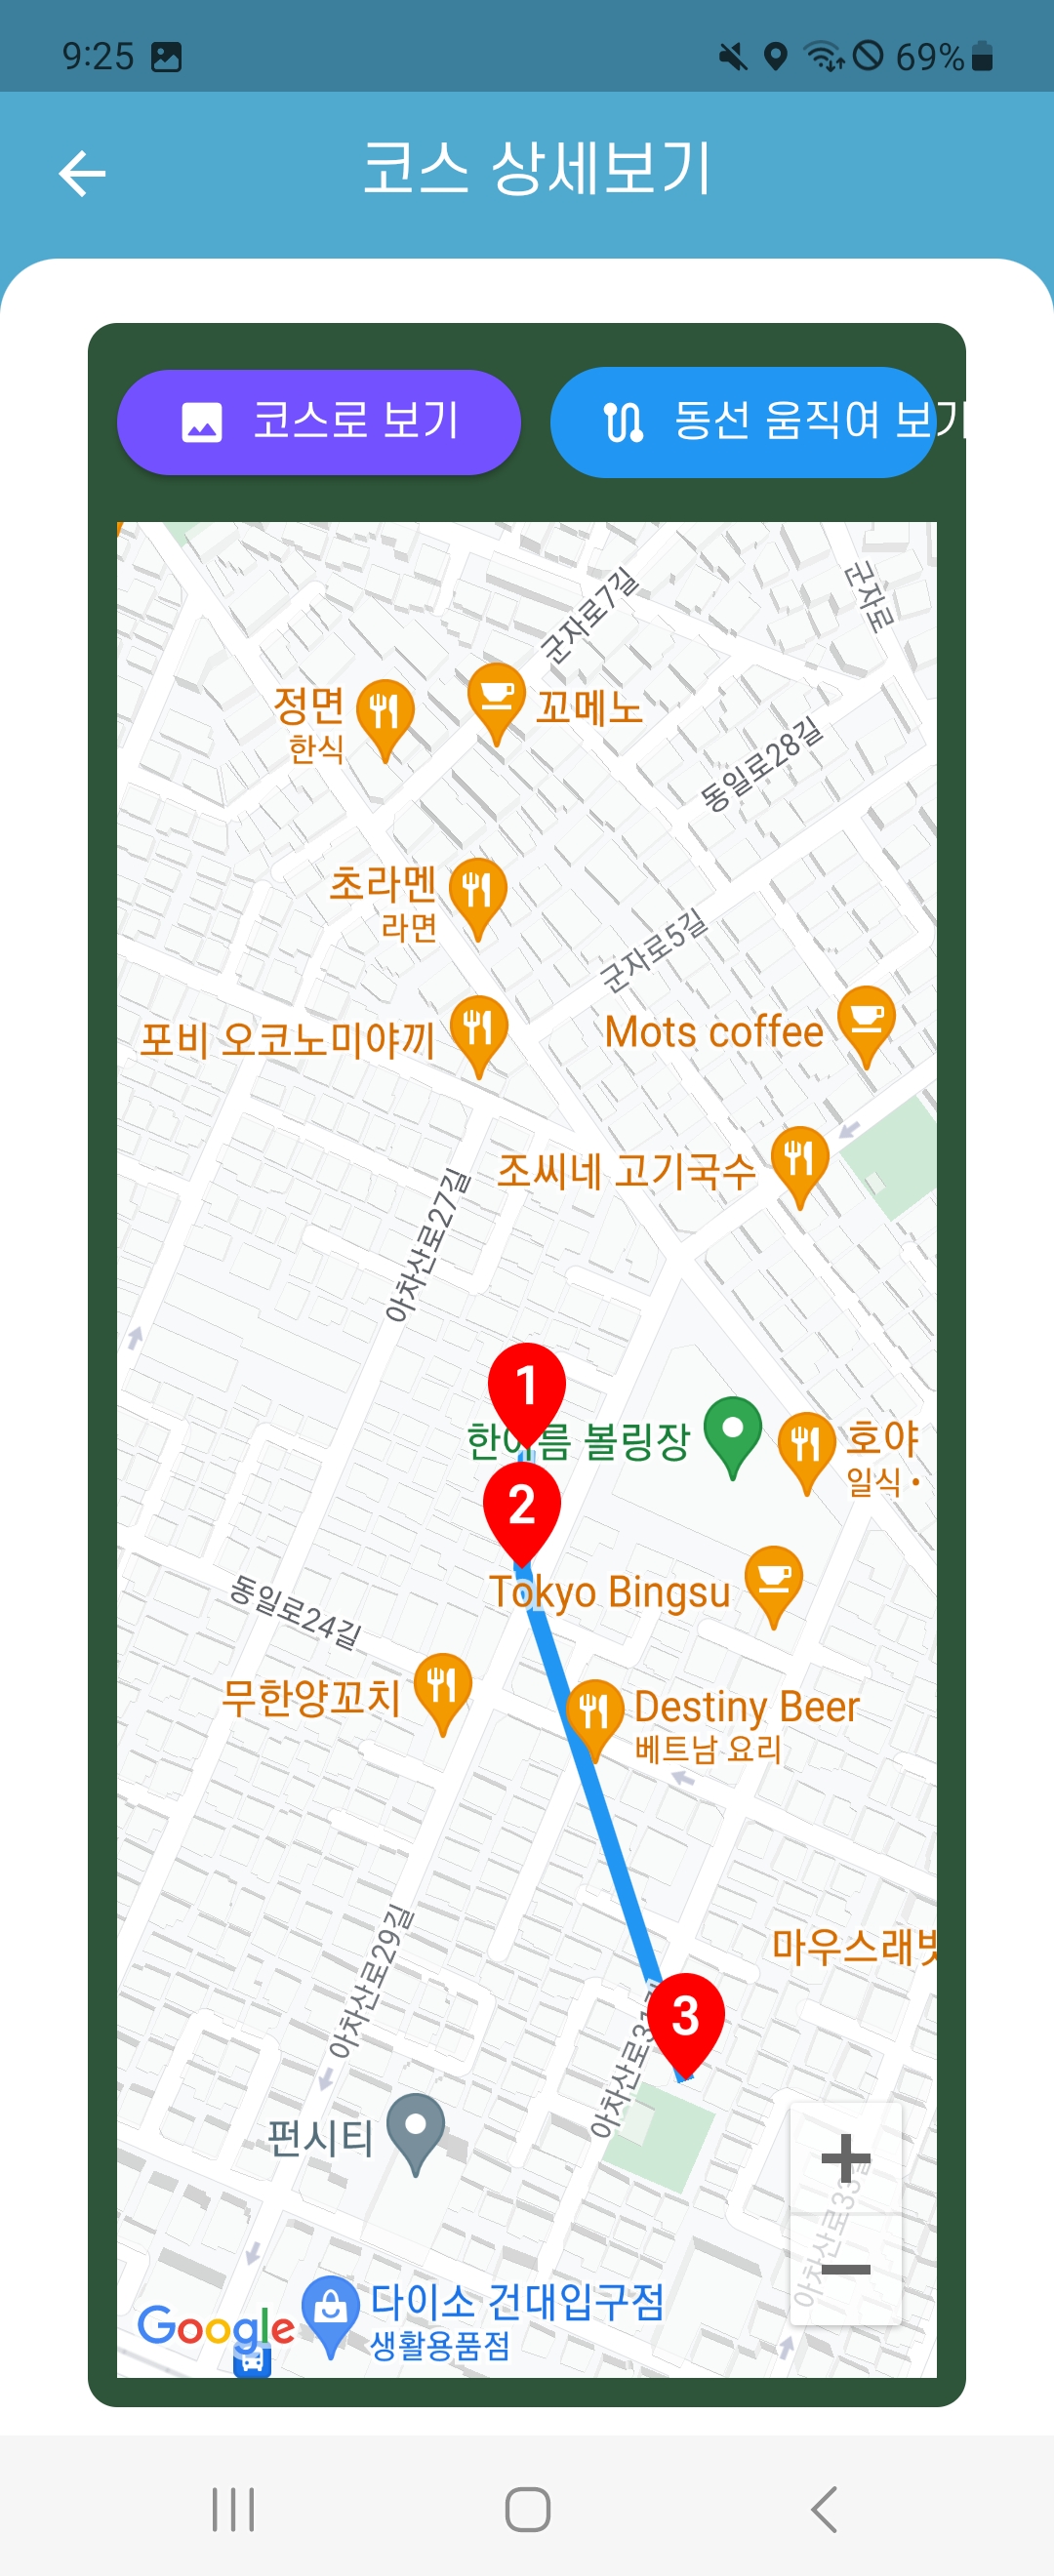 9:25
69%
코스 상세보기
코스로 보기
동선 움직여 보기
군자로7길
군자로
정면
한식
꼬메노
동일로28길
초라멘
라면
군자로5길
포비 오코노미야끼
Mots coffee
조씨네 고기국수
아차산로27길
1
한아름 볼링장
호야
일식 •
2
Tokyo Bingsu
동일로24길
무한양꼬치
Destiny Beer
베트남 요리
마우스래빗
아차산로29길
3
아차산로31길
펀시티
아차산로33길
다이소 건대입구점
생활용품점
Google